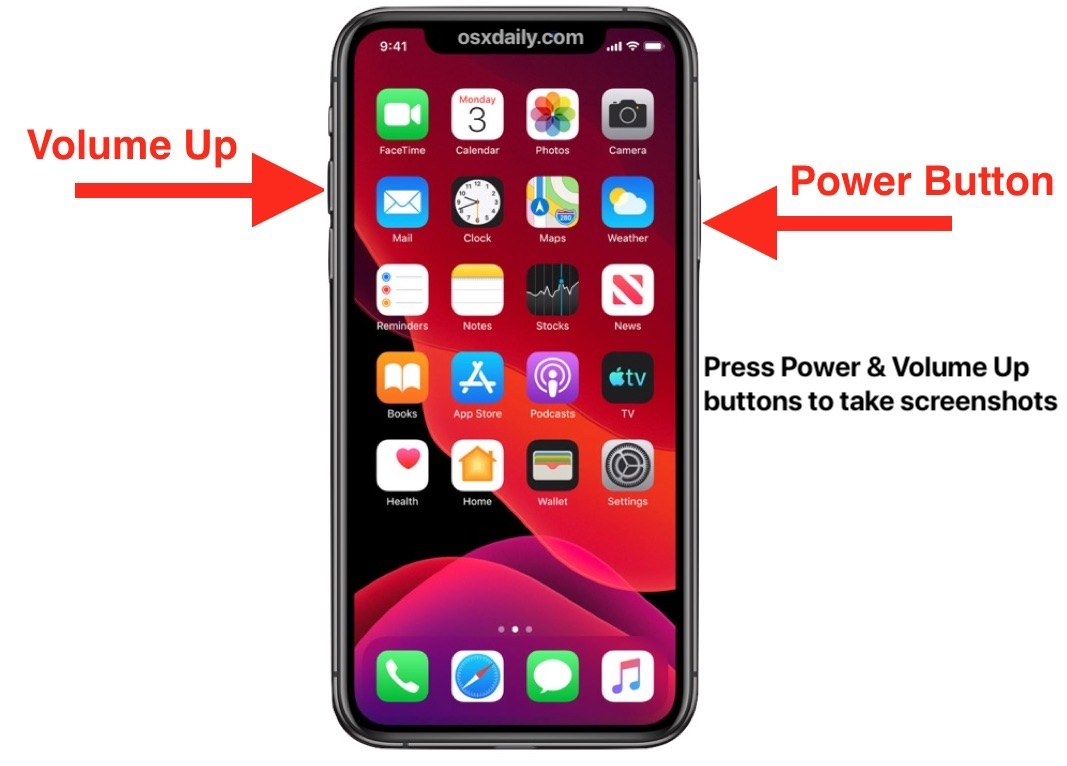 osxdaily.com
9:41
Volume Up
Power Button
Monday
3
FaceTime Calendar Photos Camera
12
280
Mail Clock Maps Weather
Reminders Notes Stocks News
tv
Books App Store Podcasts TV
Health Home Wallet Settings
Press Power & Volume Up
buttons to take screenshots